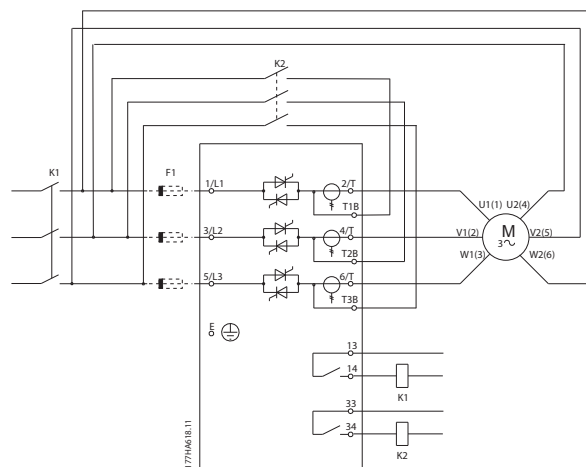 K2
K1
F1
1/L1
2/T
T1B
U1(1) U2(4)
3/L2
4/T
T2B
V1(2)
M
3~
V2(5)
W1(3)
W2(6)
5/L3
6/T
T3B
E
13
14
K1
33
34
K2
177HA618.11